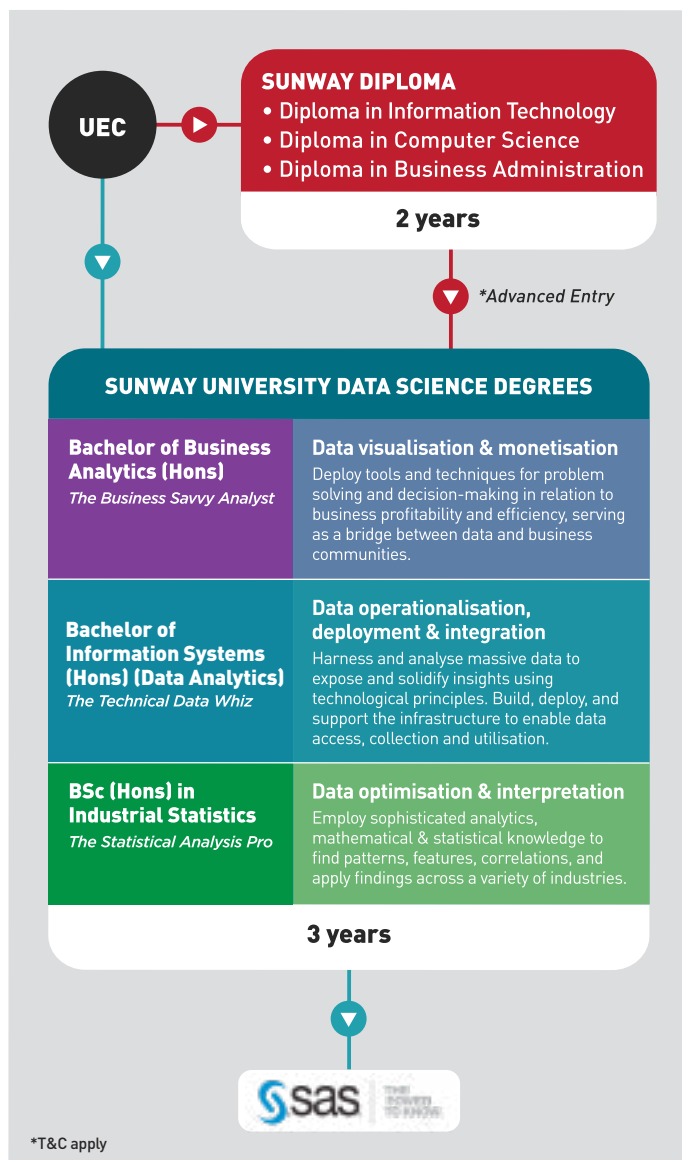 UEC
SUNWAY DIPLOMA
• Diploma in Information Technology
• Diploma in Computer Science
• Diploma in Business Administration
2 years
*Advanced Entry
SUNWAY UNIVERSITY DATA SCIENCE DEGREES
Bachelor of Business
Analytics (Hons)
The Business Savvy Analyst
Data visualisation & monetisation
Deploy tools and techniques for problem
solving and decision-making in relation to
business profitability and efficiency, serving
as a bridge between data and business
communities.
Bachelor of
Information Systems
(Hons) (Data Analytics)
The Technical Data Whiz
Data operationalisation,
deployment & integration
Harness and analyse massive data to
expose and solidify insights using
technological principles. Build, deploy, and
support the infrastructure to enable data
access, collection and utilisation.
BSc (Hons) in
Industrial Statistics
The Statistical Analysis Pro
Data optimisation & interpretation
Employ sophisticated analytics,
mathematical & statistical knowledge to
find patterns, features, correlations, and
apply findings across a variety of industries.
3 years
sas
THE
POWER
TO KNOW
*T&C apply